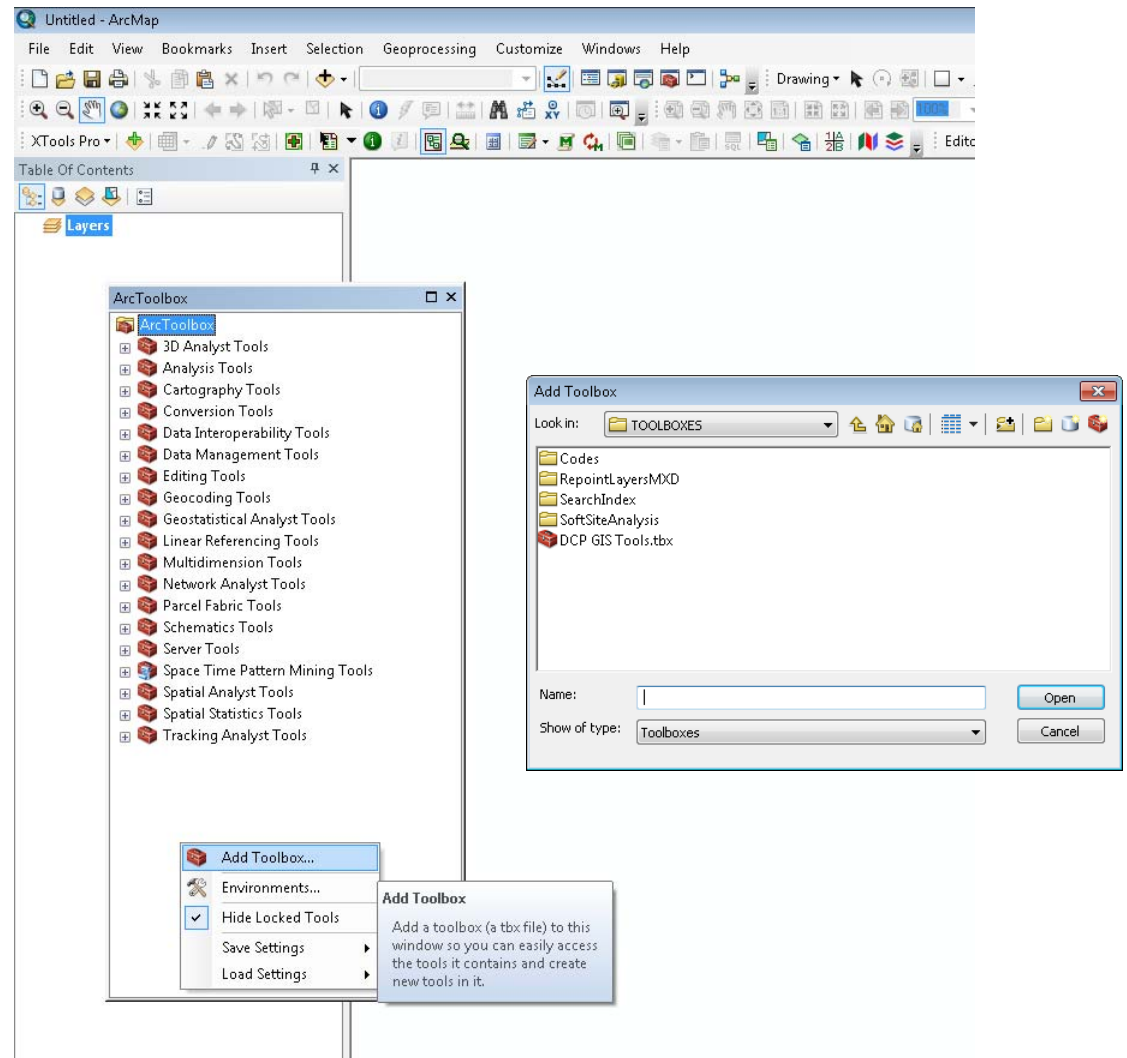 Untitled - ArcMap
File Edit View Bookmarks Insert Selection Geoprocessing Customize Windows Help
Drawing
100%
XTools Pro
Table Of Contents
Layers
ArcToolbox
ArcToolbox
3D Analyst Tools
Analysis Tools
Cartography Tools
Conversion Tools
Data Interoperability Tools
Data Management Tools
Editing Tools
Geocoding Tools
Geostatistical Analyst Tools
Linear Referencing Tools
Multidimension Tools
Network Analyst Tools
Parcel Fabric Tools
Schematics Tools
Server Tools
Space Time Pattern Mining Tools
Spatial Analyst Tools
Spatial Statistics Tools
Tracking Analyst Tools
Add Toolbox...
Environments...
Hide Locked Tools
Save Settings
Load Settings
Add Toolbox
Add a toolbox (a tbx file) to this
window so you can easily access
the tools it contains and create
new tools in it.
Add Toolbox
Look in: TOOLBOXES
Codes
RepointLayersMXD
SearchIndex
SoftSiteAnalysis
DCP GIS Tools.tbx
Name: Open
Show of type: Toolboxes Cancel